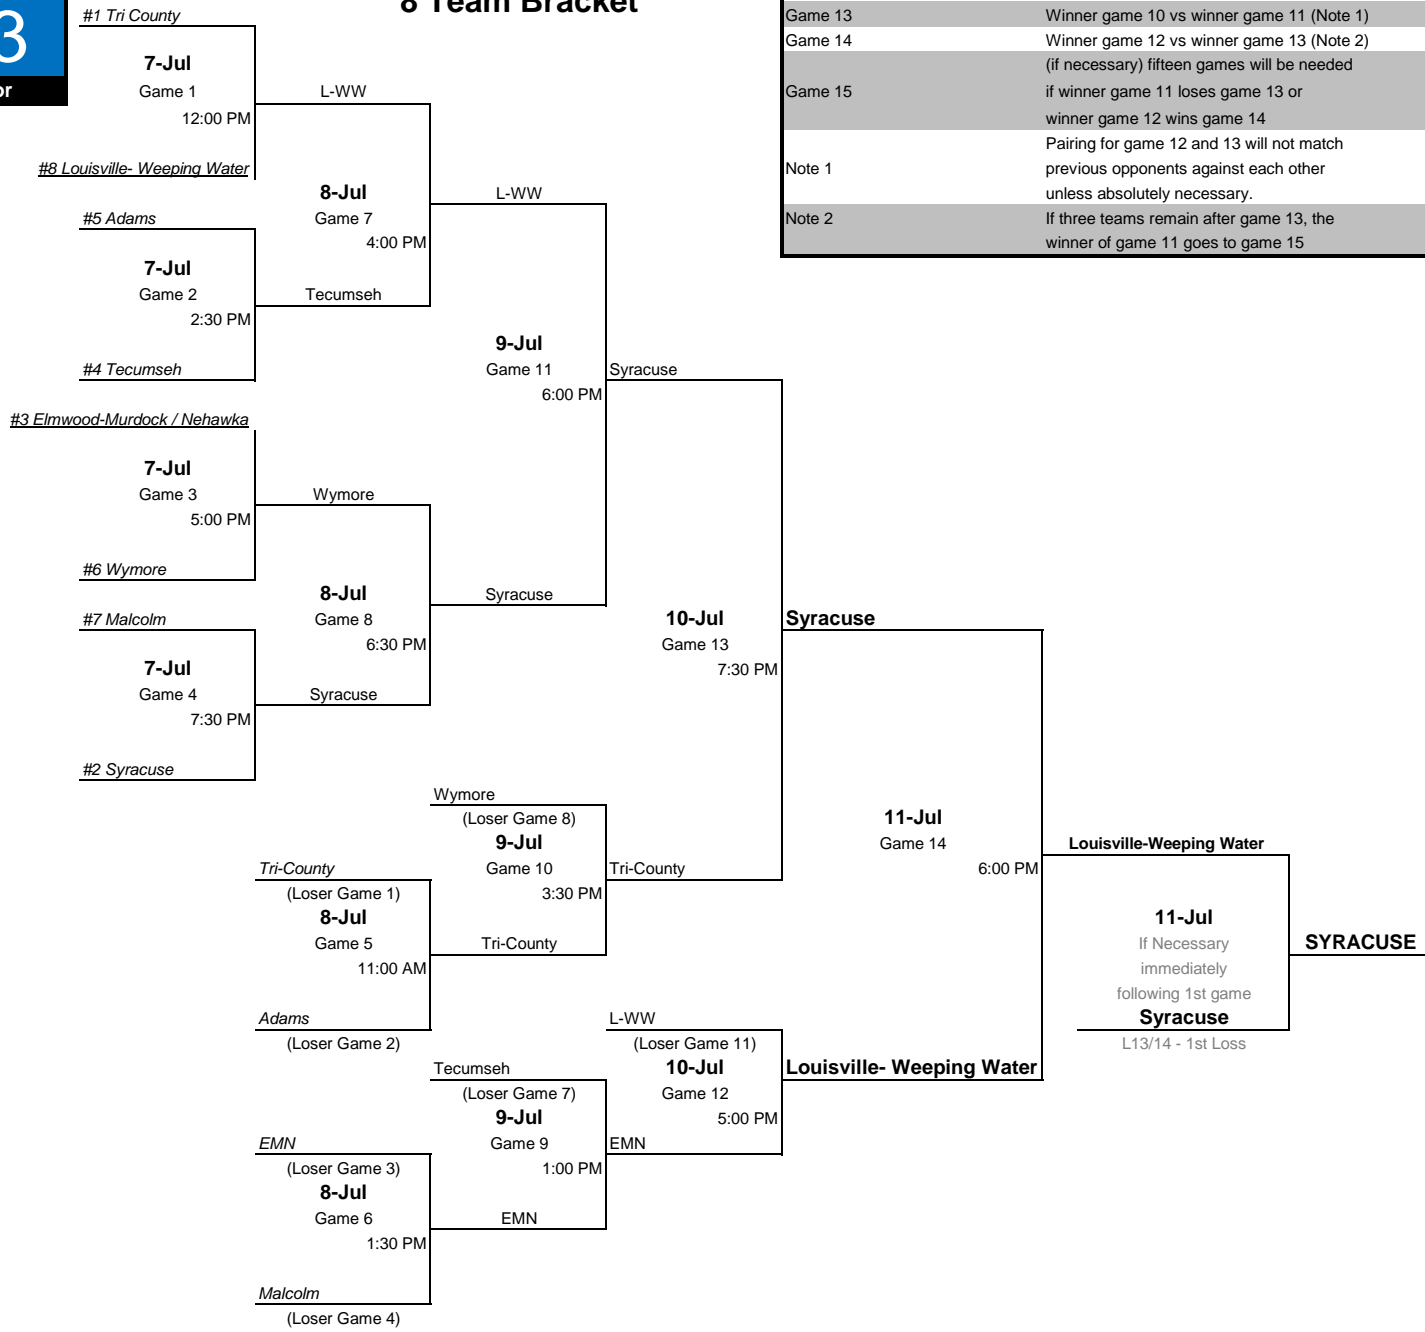 8 Team Bracket
3
or
#1 Tri County
7-Jul
Game 1
12:00 PM
#8 Louisville- Weeping Water
L-WW
#5 Adams
7-Jul
Game 2
2:30 PM
#4 Tecumseh
8-Jul
Game 7
4:00 PM
Tecumseh
L-WW
#3 Elmwood-Murdock / Nehawka
7-Jul
Game 3
5:00 PM
#6 Wymore
Wymore
9-Jul
Game 11
6:00 PM
Syracuse
#7 Malcolm
7-Jul
Game 4
7:30 PM
#2 Syracuse
8-Jul
Game 8
6:30 PM
Syracuse
Syracuse
10-Jul
Game 13
7:30 PM
Syracuse
Wymore
(Loser Game 8)
9-Jul
Game 10
3:30 PM
Tri-County
Tri-County
(Loser Game 1)
8-Jul
Game 5
11:00 AM
Tri-County
Adams
(Loser Game 2)
11-Jul
Game 14
6:00 PM
Louisville-Weeping Water
11-Jul
If Necessary
immediately
following 1st game
Syracuse
L13/14 - 1st Loss
SYRACUSE
L-WW
(Loser Game 11)
10-Jul
Game 12
5:00 PM
Louisville- Weeping Water
Tecumseh
(Loser Game 7)
9-Jul
Game 9
1:00 PM
EMN
EMN
(Loser Game 3)
8-Jul
Game 6
1:30 PM
EMN
Malcolm
(Loser Game 4)
Game 13 Winner game 10 vs winner game 11 (Note 1)
Game 14 Winner game 12 vs winner game 13 (Note 2)
(if necessary) fifteen games will be needed
Game 15 if winner game 11 loses game 13 or
winner game 12 wins game 14
Pairing for game 12 and 13 will not match
Note 1 previous opponents against each other
unless absolutely necessary.
Note 2 If three teams remain after game 13, the
winner of game 11 goes to game 15